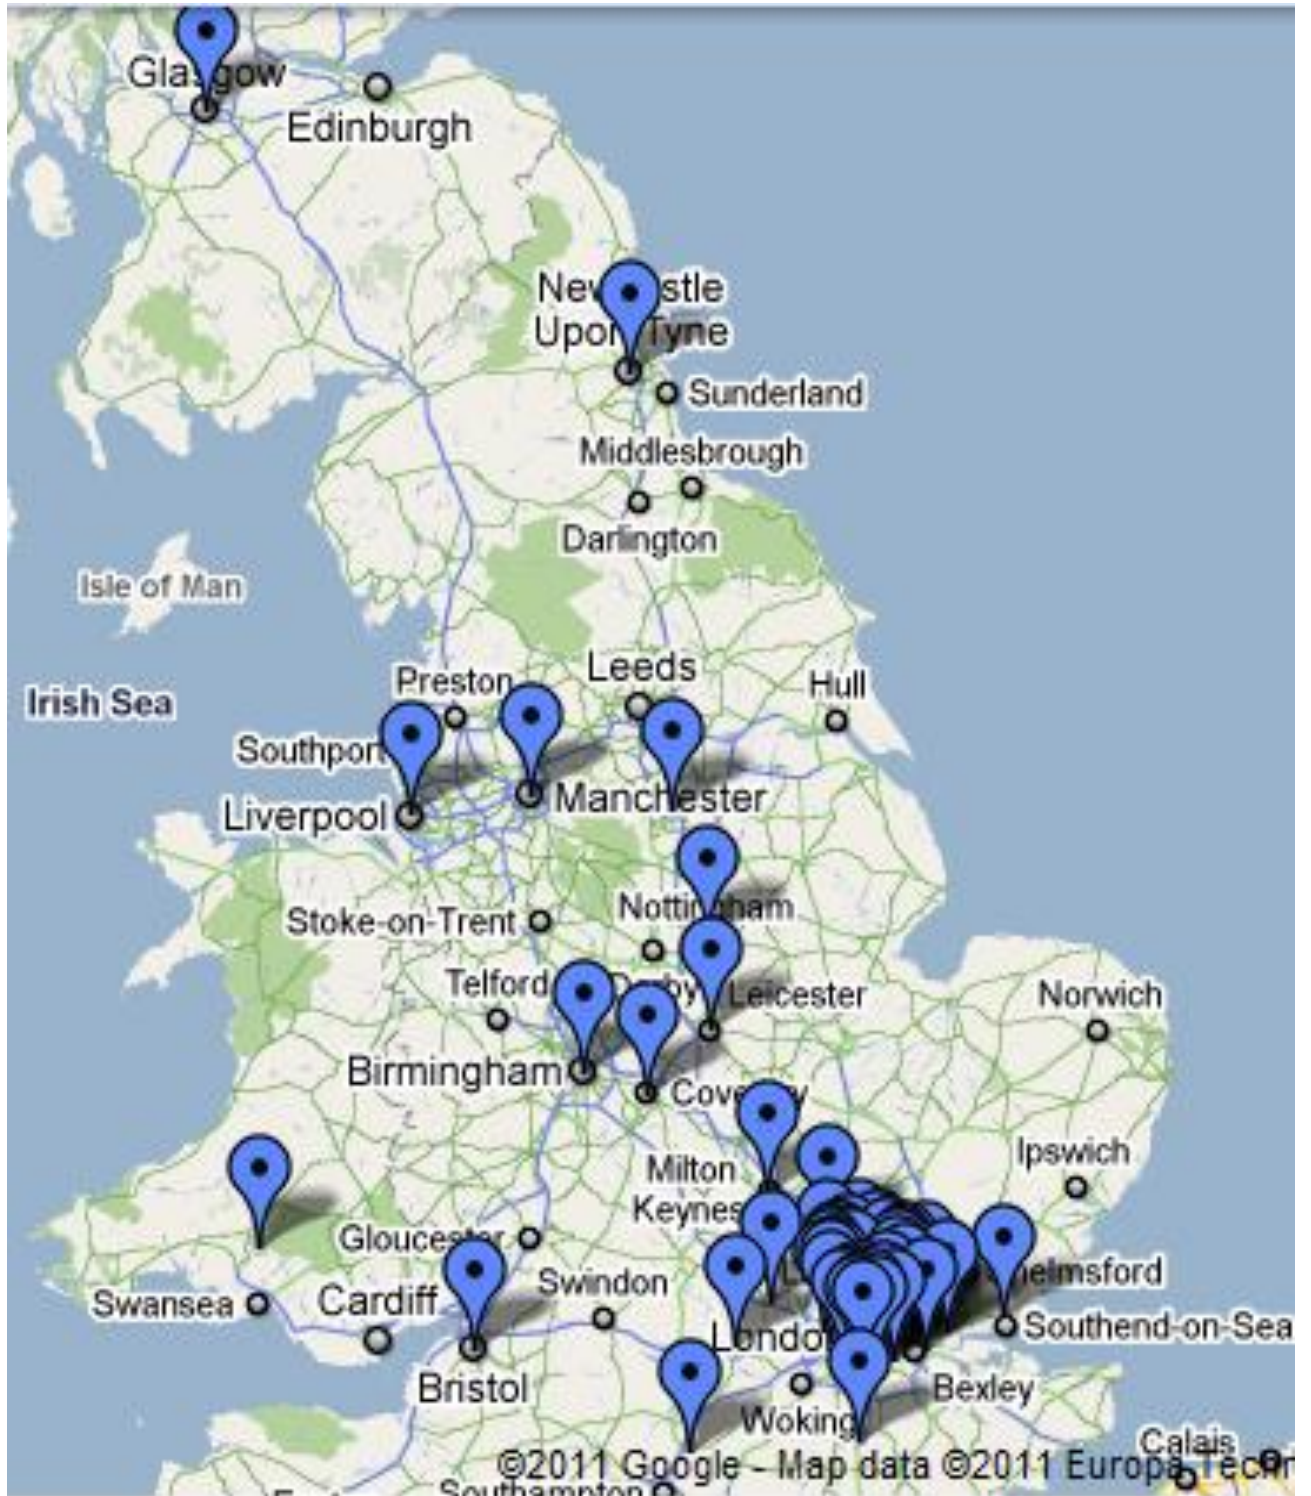 Glasgow
Edinburgh
Newcastle
Upon Tyne
Sunderland
Middlesbrough
Darlington
Isle of Man
Leeds
Preston
Hull
Irish Sea
Southport
Liverpool
Manchester
Nottingham
Stoke-on-Trent
Telford
Derby
Leicester
Norwich
Birmingham
Coventry
Milton
Keynes
Ipswich
Gloucester
Chelmsford
Swindon
Swansea
Cardiff
London
Southend-on-Sea
Bristol
Bexley
Woking
Calais
©2011 Google - Map data ©2011 Europa Techn
Southampton